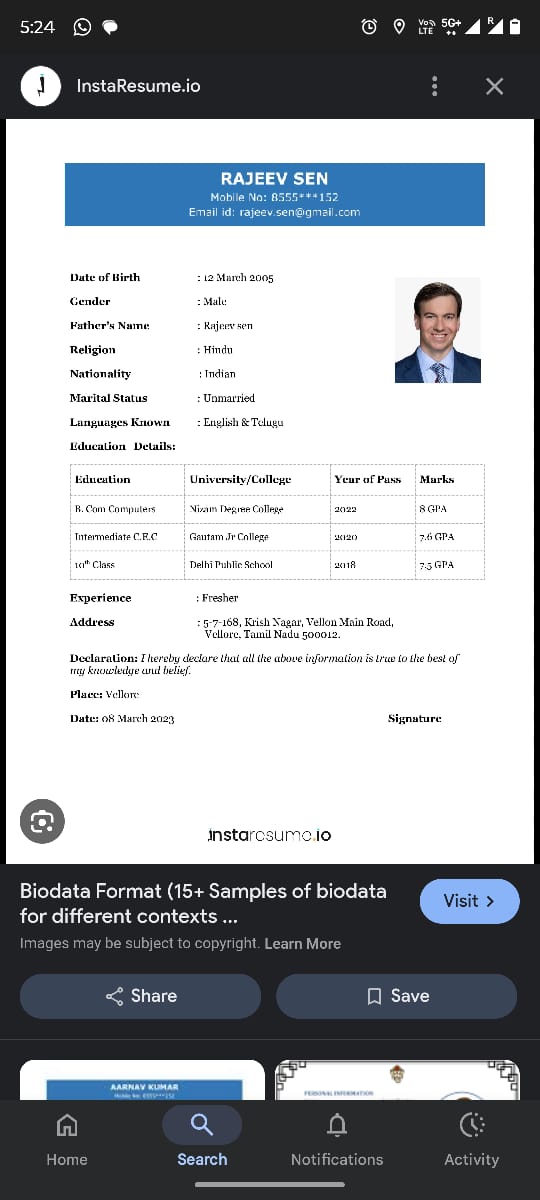 5:24
Vo)) LTE 5G+ R
InstaResume.io
RAJEEV SEN
Mobile No: 8555***152
Email id: rajeev.sen@gmail.com
Date of Birth : 12 March 2005
Gender : Male
Father's Name : Rajeev sen
Religion : Hindu
Nationality : Indian
Marital Status : Unmarried
Languages Known : English & Telugu
Education Details:
Education University/College Year of Pass Marks
B. Com Computers Nizam Degree College 2022 8 GPA
Intermediate C.E.C Gautam Jr College 2020 7.6 GPA
10th Class Delhi Public School 2018 7.5 GPA
Experience : Fresher
Address : 5-7-168, Krish Nagar, Vellon Main Road,
Vellore, Tamil Nadu 500012.
Declaration: I hereby declare that all the above information is true to the best of
my knowledge and belief.
Place: Vellore
Date: 08 March 2023 Signature
instaresume.io
Biodata Format (15+ Samples of biodata
for different contexts ...
Visit >
Images may be subject to copyright. Learn More
Share Save
AARNAV KUMAR
Mobile No: 8555***152
PERSONAL INFORMATION
Home Search Notifications Activity